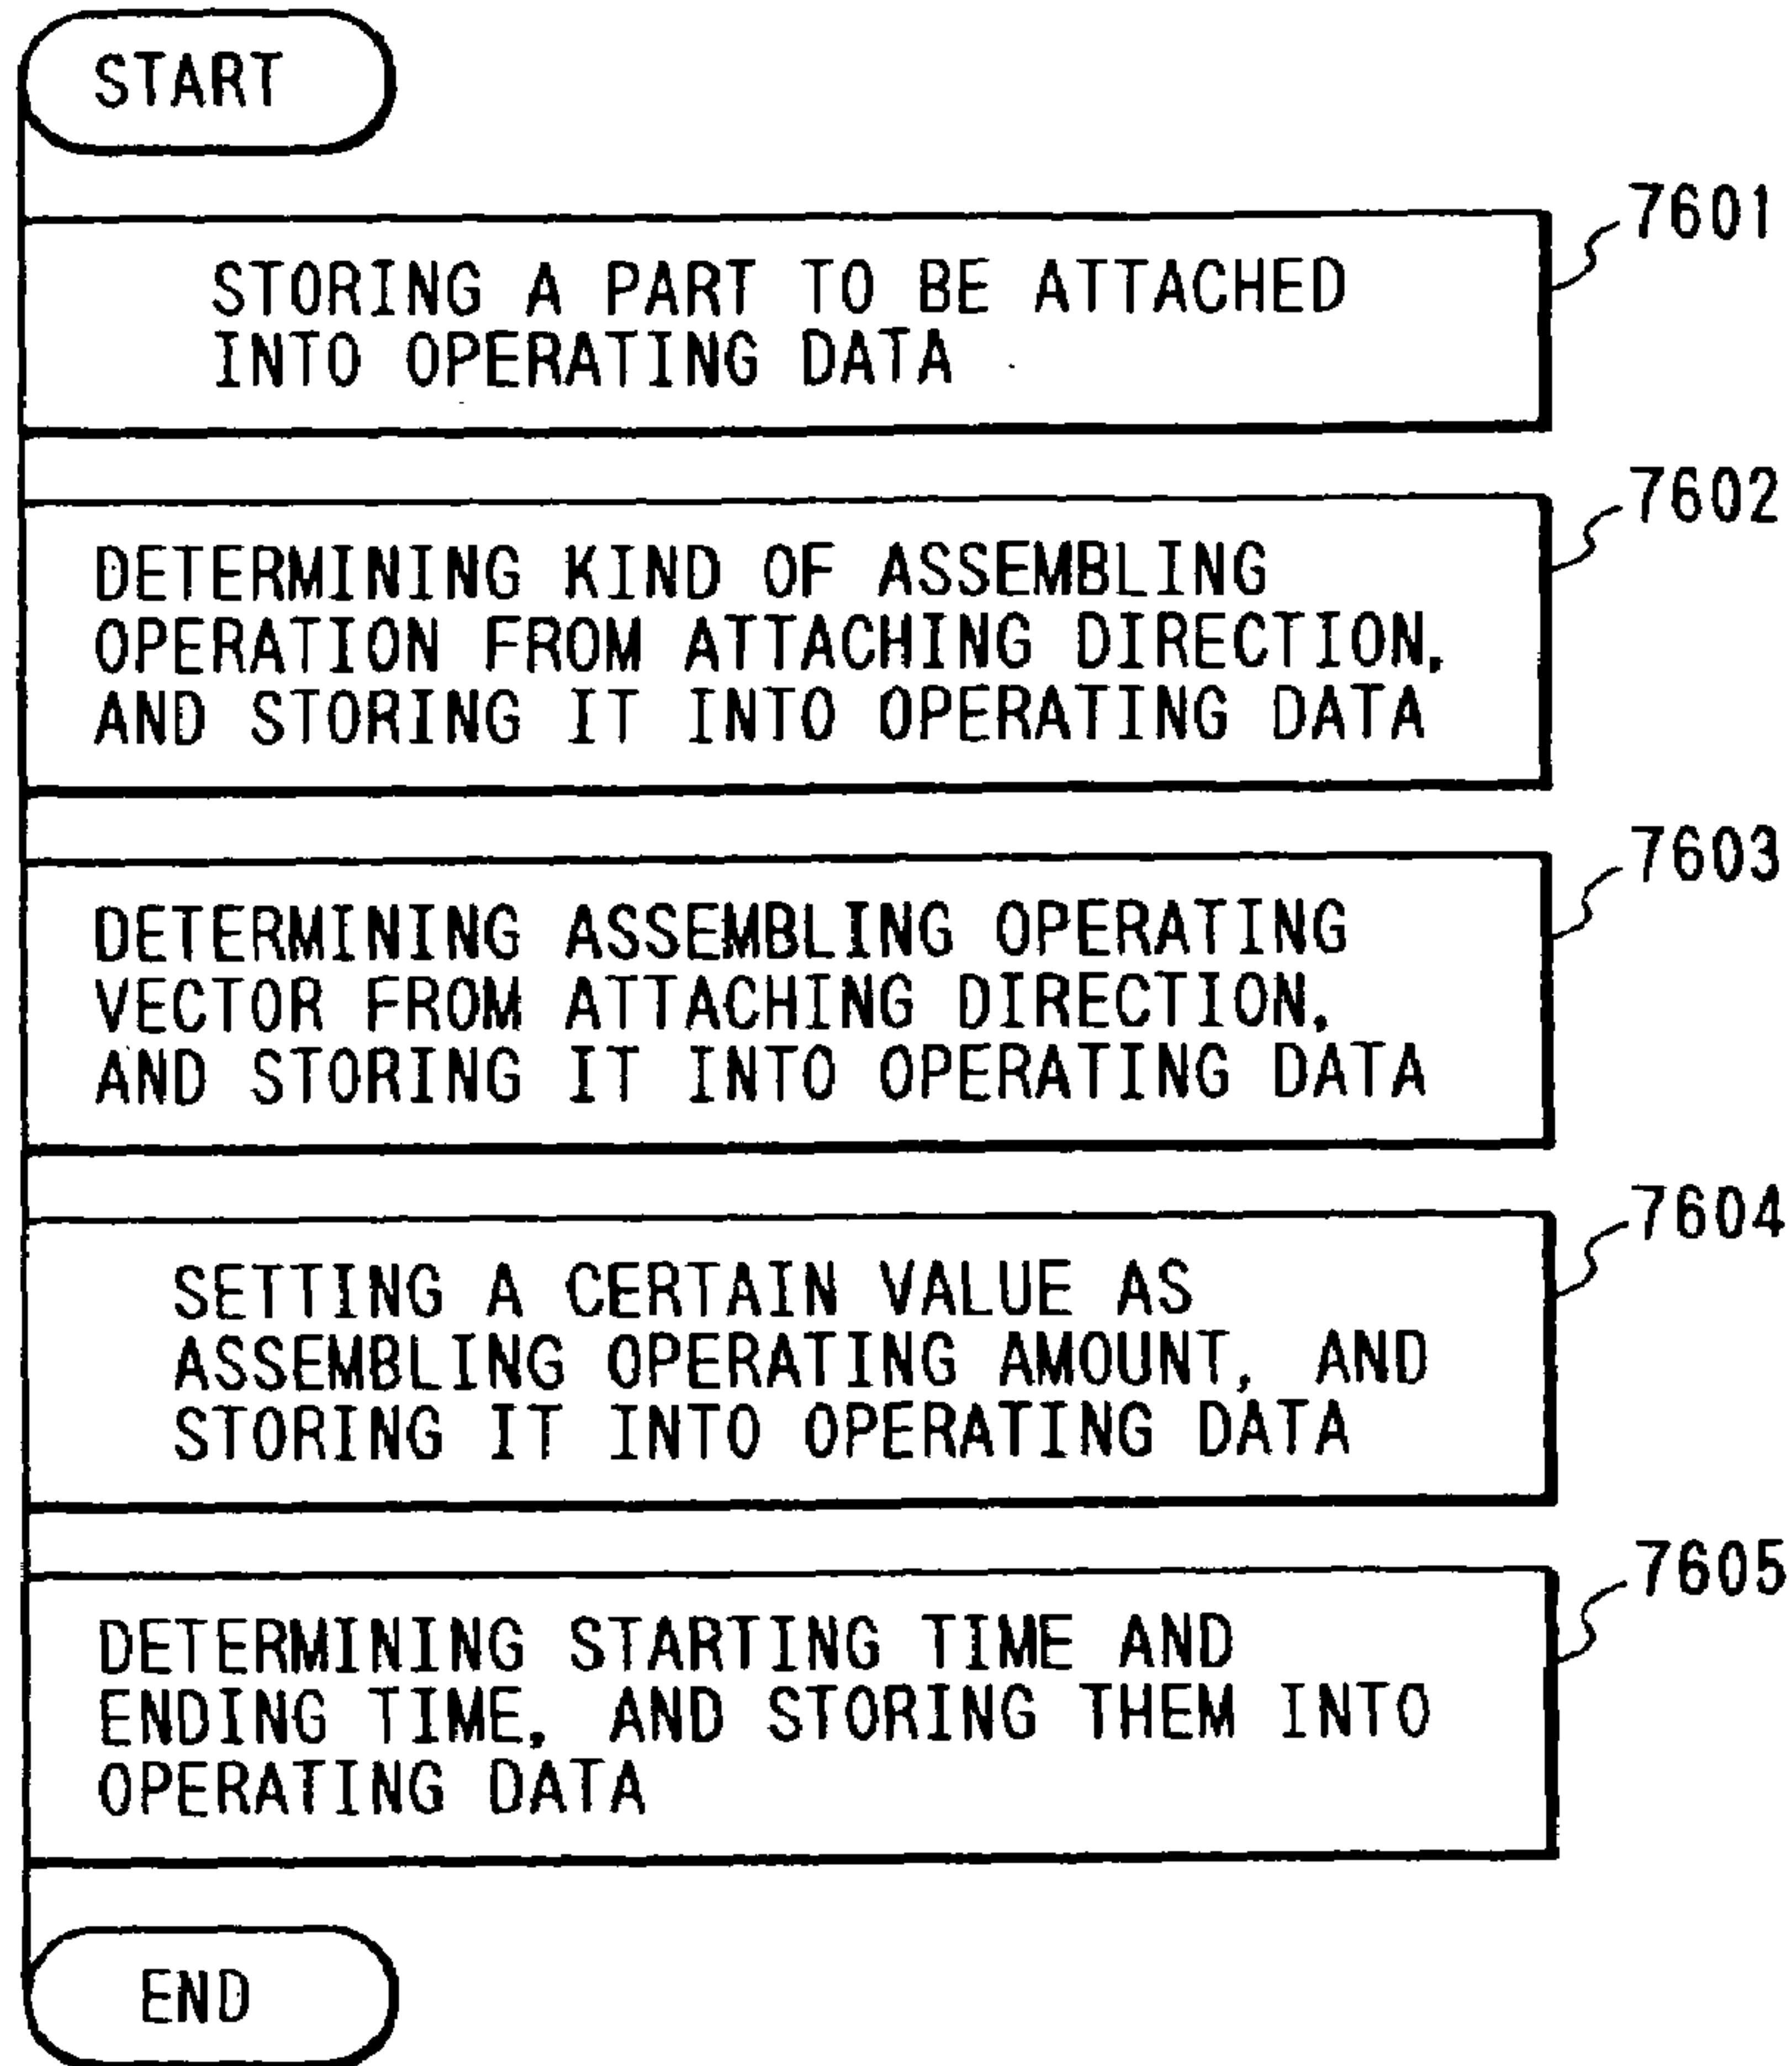 START
7601
STORING A PART TO BE ATTACHED
INTO OPERATING DATA
7602
DETERMINING KIND OF ASSEMBLING
OPERATION FROM ATTACHING DIRECTION,
AND STORING IT INTO OPERATING DATA
7603
DETERMINING ASSEMBLING OPERATING
VECTOR FROM ATTACHING DIRECTION,
AND STORING IT INTO OPERATING DATA
7604
SETTING A CERTAIN VALUE AS
ASSEMBLING OPERATING AMOUNT, AND
STORING IT INTO OPERATING DATA
7605
DETERMINING STARTING TIME AND
ENDING TIME, AND STORING THEM INTO
OPERATING DATA
END